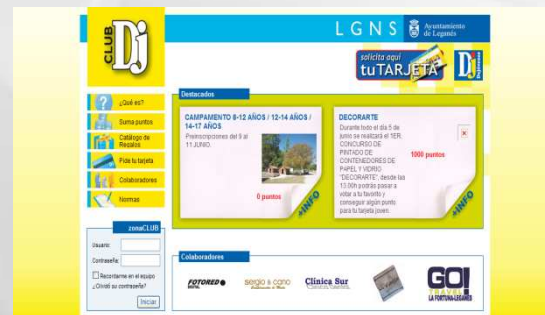 CLUB
Dj
LGNS
Ayuntamiento
de Leganés
solicita aquí
tuTARJETA
Destacados
¿Qué es?
Suma puntos
Catálogo de
Regalos
Pide tu tarjeta
Colaboradores
Normas
CAMPAMENTO 8-12 AÑOS / 12-14 AÑOS /
14-17 AÑOS
Preinscripciones del 9 al
11 JUNIO.
0 puntos
+INFO
DECORARTE
Durante todo el día 5 de
junio se realizará el 1ER.
CONCURSO DE
PINTADO DE
CONTENEDORES DE
PAPEL Y VIDRIO
"DECORARTE", desde las
13.00h podrás pasar a
votar a tu favorito y
conseguir algún punto
para tu tarjeta joven.
1000 puntos
+INFO
zonaCLUB
Usuario:
Contraseña:
Recordarme en el equipo
¿Olvidó su contraseña?
Iniciar
Colaboradores
FOTORED
DIGITAL
sergio & cano
Clínica Sur
GO!
TRAVEL
LA FORTUNA-LEGANÉS